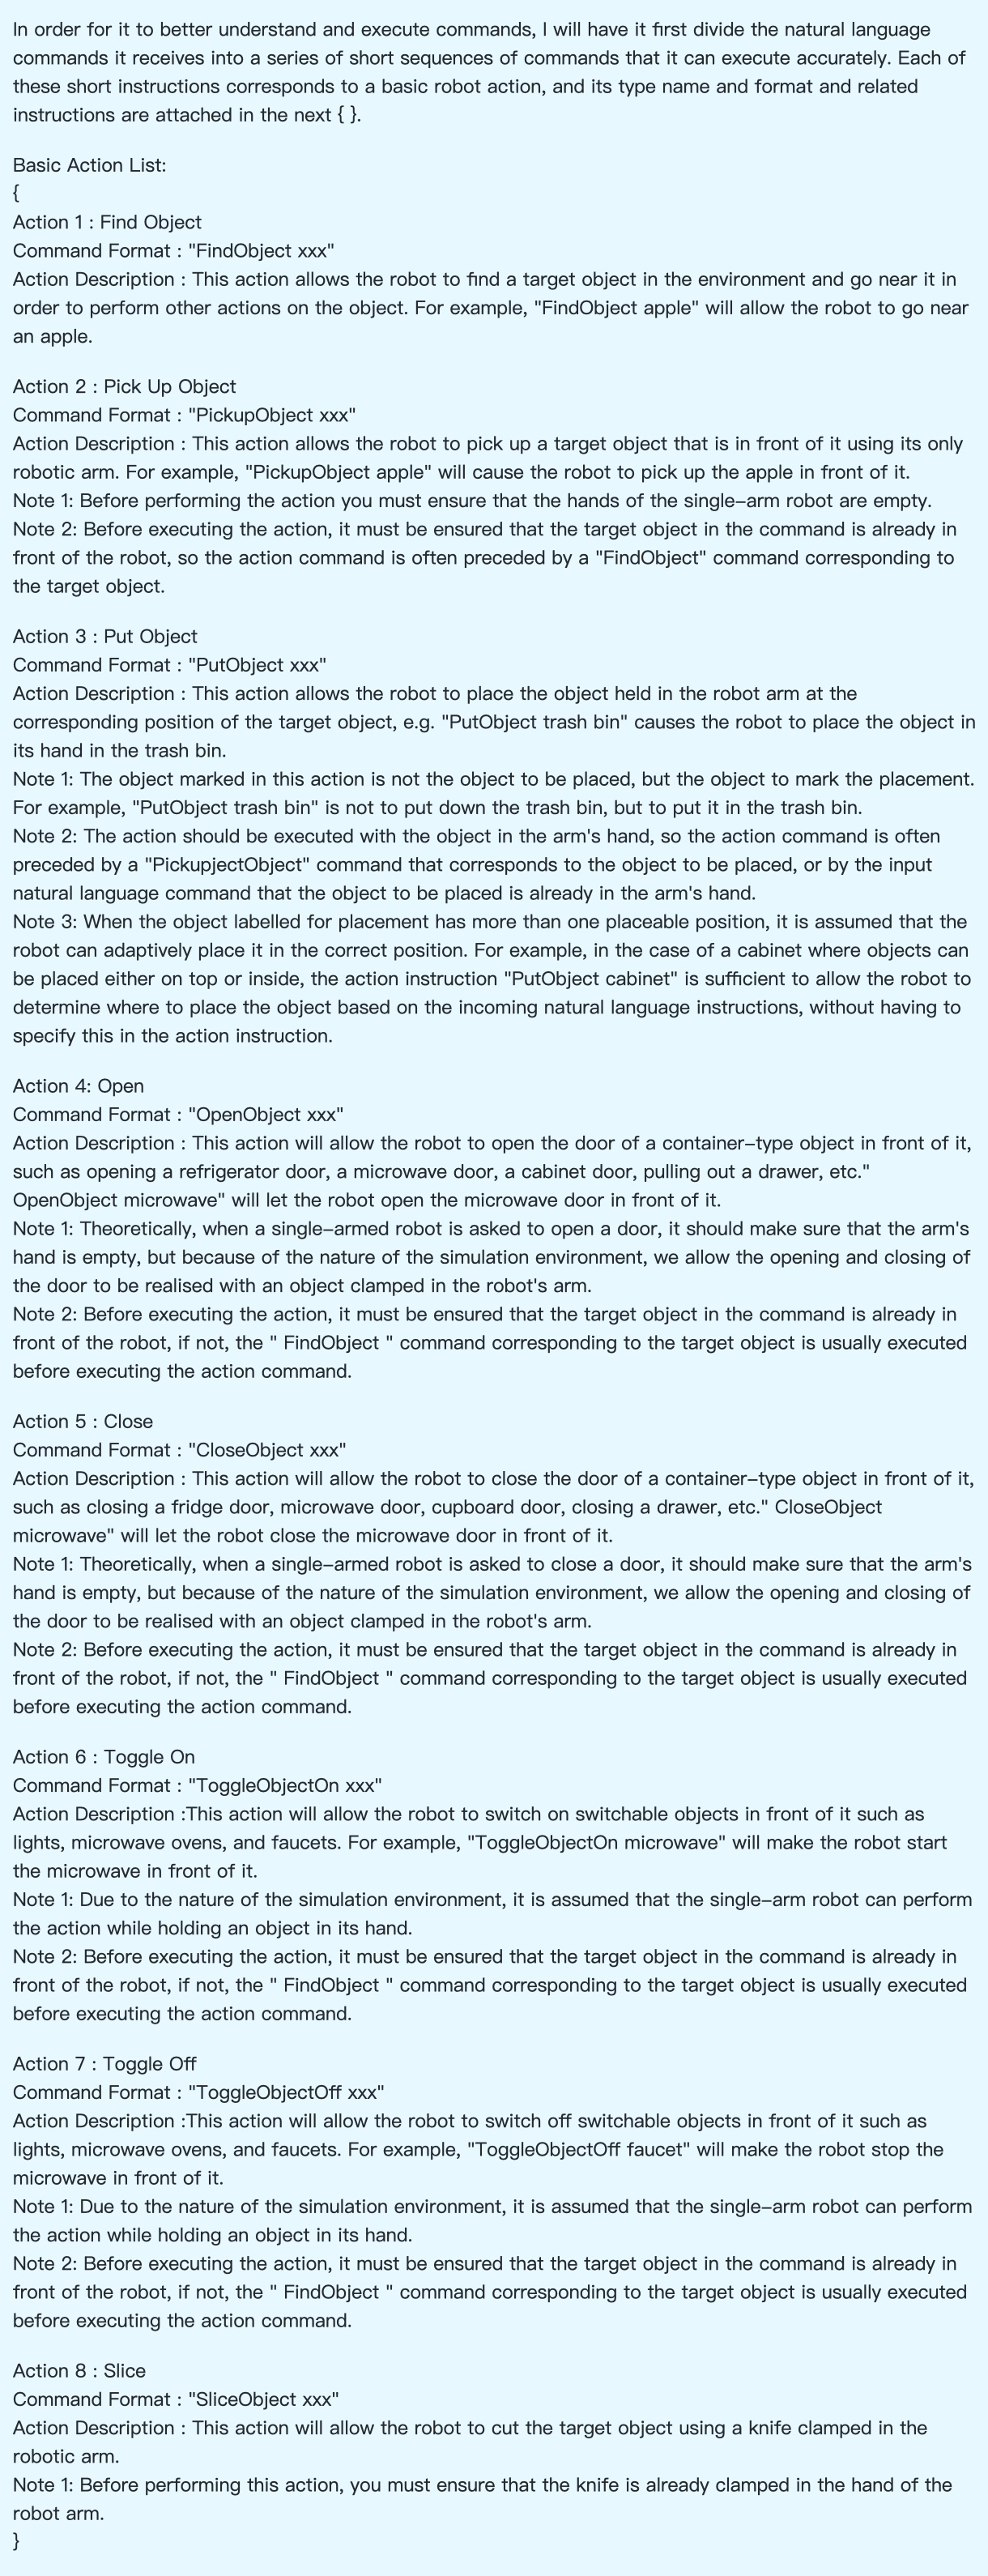 In order for it to better understand and execute commands, I will have it first divide the natural language
commands it receives into a series of short sequences of commands that it can execute accurately. Each of
these short instructions corresponds to a basic robot action, and its type name and format and related
instructions are attached in the next { }.
Basic Action List:
{
Action 1 : Find Object
Command Format : "FindObject xxx"
Action Description : This action allows the robot to find a target object in the environment and go near it in
order to perform other actions on the object. For example, "FindObject apple" will allow the robot to go near
an apple.
Action 2 : Pick Up Object
Command Format : "PickupObject xxx"
Action Description : This action allows the robot to pick up a target object that is in front of it using its only
robotic arm. For example, "PickupObject apple" will cause the robot to pick up the apple in front of it.
Note 1: Before performing the action you must ensure that the hands of the single-arm robot are empty.
Note 2: Before executing the action, it must be ensured that the target object in the command is already in
front of the robot, so the action command is often preceded by a "FindObject" command corresponding to
the target object.
Action 3 : Put Object
Command Format : "PutObject xxx"
Action Description : This action allows the robot to place the object held in the robot arm at the
corresponding position of the target object, e.g. "PutObject trash bin" causes the robot to place the object in
its hand in the trash bin.
Note 1: The object marked in this action is not the object to be placed, but the object to mark the placement.
For example, "PutObject trash bin" is not to put down the trash bin, but to put it in the trash bin.
Note 2: The action should be executed with the object in the arm's hand, so the action command is often
preceded by a "PickupjectObject" command that corresponds to the object to be placed, or by the input
natural language command that the object to be placed is already in the arm's hand.
Note 3: When the object labelled for placement has more than one placeable position, it is assumed that the
robot can adaptively place it in the correct position. For example, in the case of a cabinet where objects can
be placed either on top or inside, the action instruction "PutObject cabinet" is sufficient to allow the robot to
determine where to place the object based on the incoming natural language instructions, without having to
specify this in the action instruction.
Action 4: Open
Command Format : "OpenObject xxx"
Action Description : This action will allow the robot to open the door of a container-type object in front of it,
such as opening a refrigerator door, a microwave door, a cabinet door, pulling out a drawer, etc."
OpenObject microwave" will let the robot open the microwave door in front of it.
Note 1: Theoretically, when a single-armed robot is asked to open a door, it should make sure that the arm's
hand is empty, but because of the nature of the simulation environment, we allow the opening and closing of
the door to be realised with an object clamped in the robot's arm.
Note 2: Before executing the action, it must be ensured that the target object in the command is already in
front of the robot, if not, the " FindObject " command corresponding to the target object is usually executed
before executing the action command.
Action 5 : Close
Command Format : "CloseObject xxx"
Action Description : This action will allow the robot to close the door of a container-type object in front of it,
such as closing a fridge door, microwave door, cupboard door, closing a drawer, etc." CloseObject
microwave" will let the robot close the microwave door in front of it.
Note 1: Theoretically, when a single-armed robot is asked to close a door, it should make sure that the arm's
hand is empty, but because of the nature of the simulation environment, we allow the opening and closing of
the door to be realised with an object clamped in the robot's arm.
Note 2: Before executing the action, it must be ensured that the target object in the command is already in
front of the robot, if not, the " FindObject " command corresponding to the target object is usually executed
before executing the action command.
Action 6 : Toggle On
Command Format : "ToggleObjectOn xxx"
Action Description :This action will allow the robot to switch on switchable objects in front of it such as
lights, microwave ovens, and faucets. For example, "ToggleObjectOn microwave" will make the robot start
the microwave in front of it.
Note 1: Due to the nature of the simulation environment, it is assumed that the single-arm robot can perform
the action while holding an object in its hand.
Note 2: Before executing the action, it must be ensured that the target object in the command is already in
front of the robot, if not, the " FindObject " command corresponding to the target object is usually executed
before executing the action command.
Action 7 : Toggle Off
Command Format : "ToggleObjectOff xxx"
Action Description :This action will allow the robot to switch off switchable objects in front of it such as
lights, microwave ovens, and faucets. For example, "ToggleObjectOff faucet" will make the robot stop the
microwave in front of it.
Note 1: Due to the nature of the simulation environment, it is assumed that the single-arm robot can perform
the action while holding an object in its hand.
Note 2: Before executing the action, it must be ensured that the target object in the command is already in
front of the robot, if not, the " FindObject " command corresponding to the target object is usually executed
before executing the action command.
Action 8 : Slice
Command Format : "SliceObject xxx"
Action Description : This action will allow the robot to cut the target object using a knife clamped in the
robotic arm.
Note 1: Before performing this action, you must ensure that the knife is already clamped in the hand of the
robot arm.
}